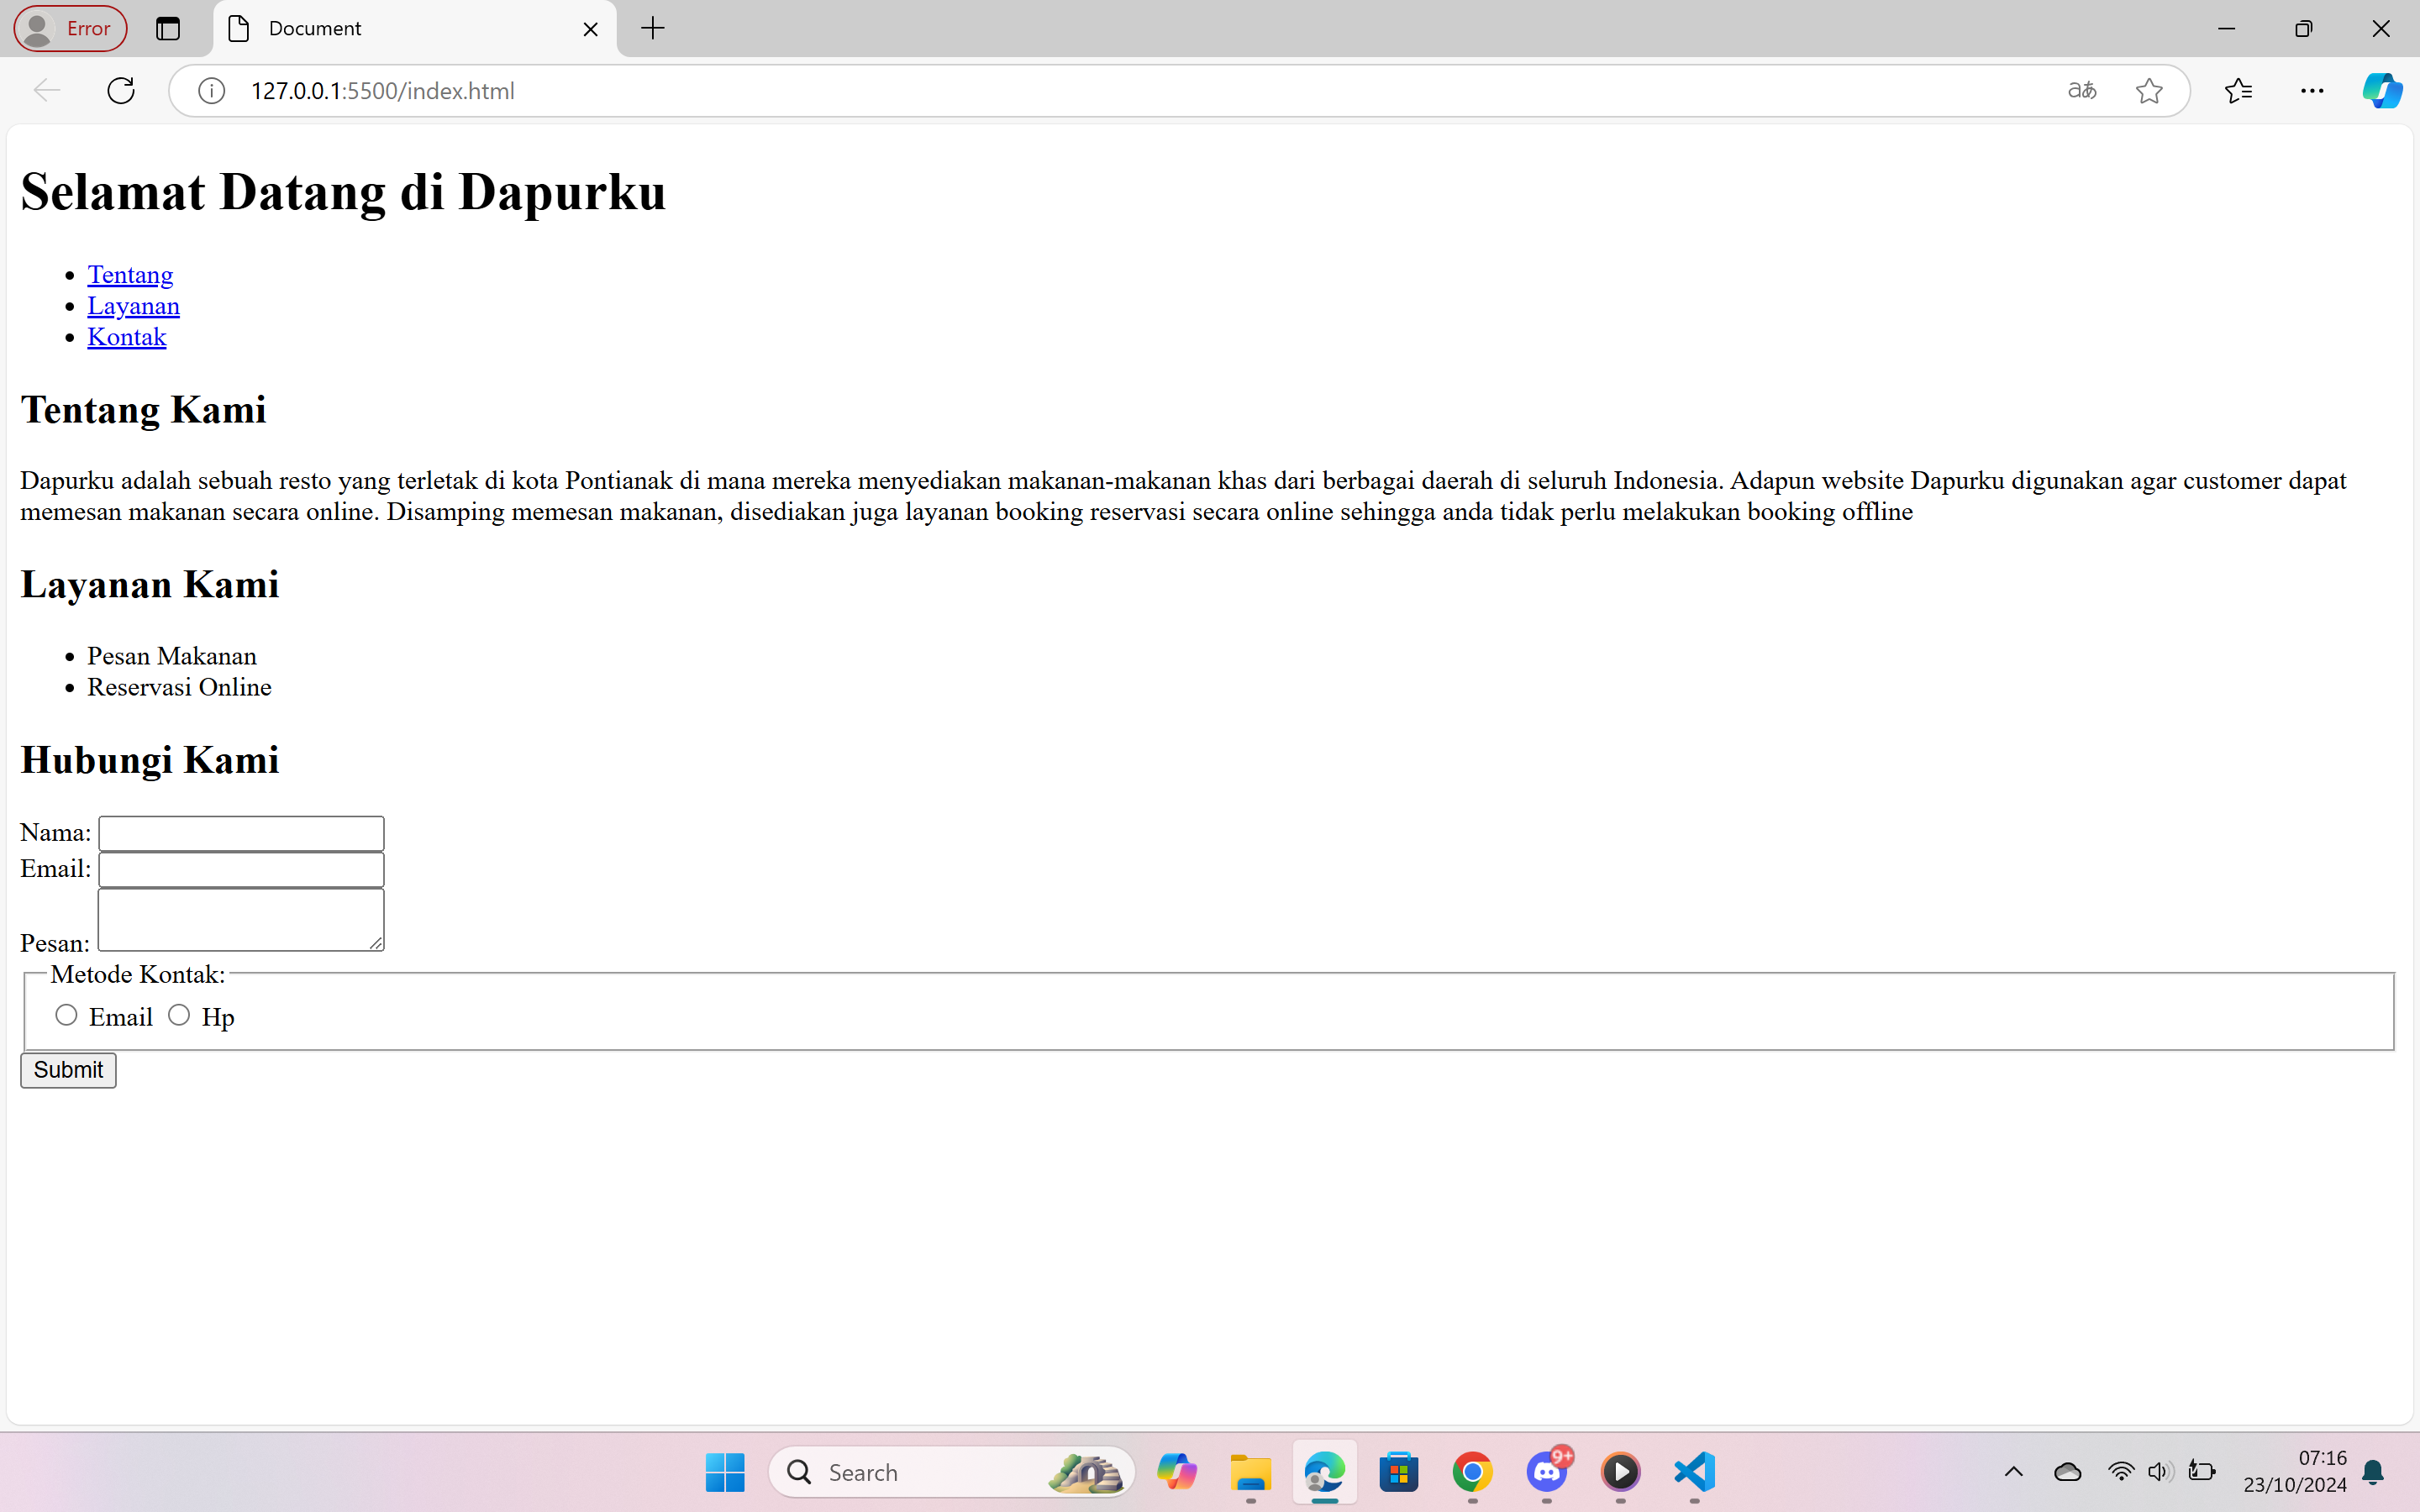 Error
Document
127.0.0.1:5500/index.html
aあ
Selamat Datang di Dapurku
Tentang
Layanan
Kontak
Tentang Kami
Dapurku adalah sebuah resto yang terletak di kota Pontianak di mana mereka menyediakan makanan-makanan khas dari berbagai daerah di seluruh Indonesia. Adapun website Dapurku digunakan agar customer dapat
memesan makanan secara online. Disamping memesan makanan, disediakan juga layanan booking reservasi secara online sehingga anda tidak perlu melakukan booking offline
Layanan Kami
Pesan Makanan
Reservasi Online
Hubungi Kami
Nama:
Email:
Pesan:
Metode Kontak:
Email Hp
Submit
Search
9+
07:16
23/10/2024